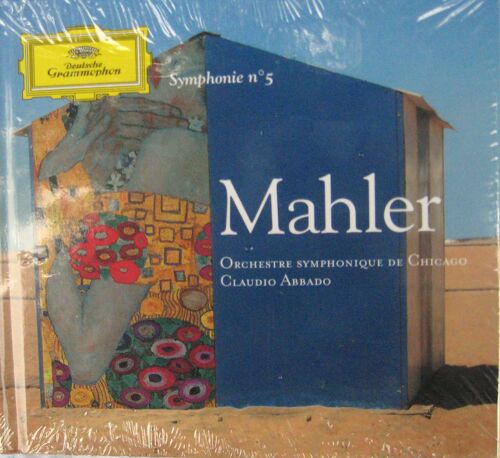 Deutsche
Grammophon
Symphonie n°5
Mahler
Orchestre symphonique de Chicago
Claudio Abbado